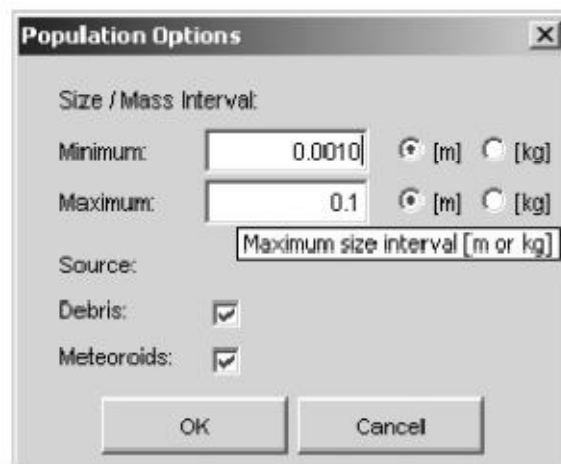 Population Options
Size / Mass Interval:
Minimum: 0.0010 [m] [kg]
Maximum: 0.1 [m] [kg]
Maximum size interval [m or kg]
Source:
Debris:
Meteoroids:
OK Cancel